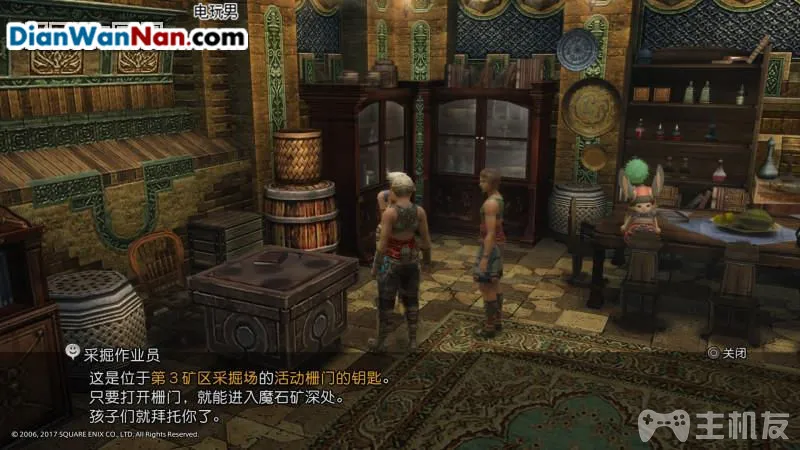 电玩男
DianWanNan.com
采掘作业员
关闭
这是位于第3矿区采掘场的活动栅门的钥匙。
只要打开栅门，就能进入魔石矿深处。
孩子们就拜托你了。
© 2006, 2017 SQUARE ENIX CO., LTD. All Rights Reserved.
主机友